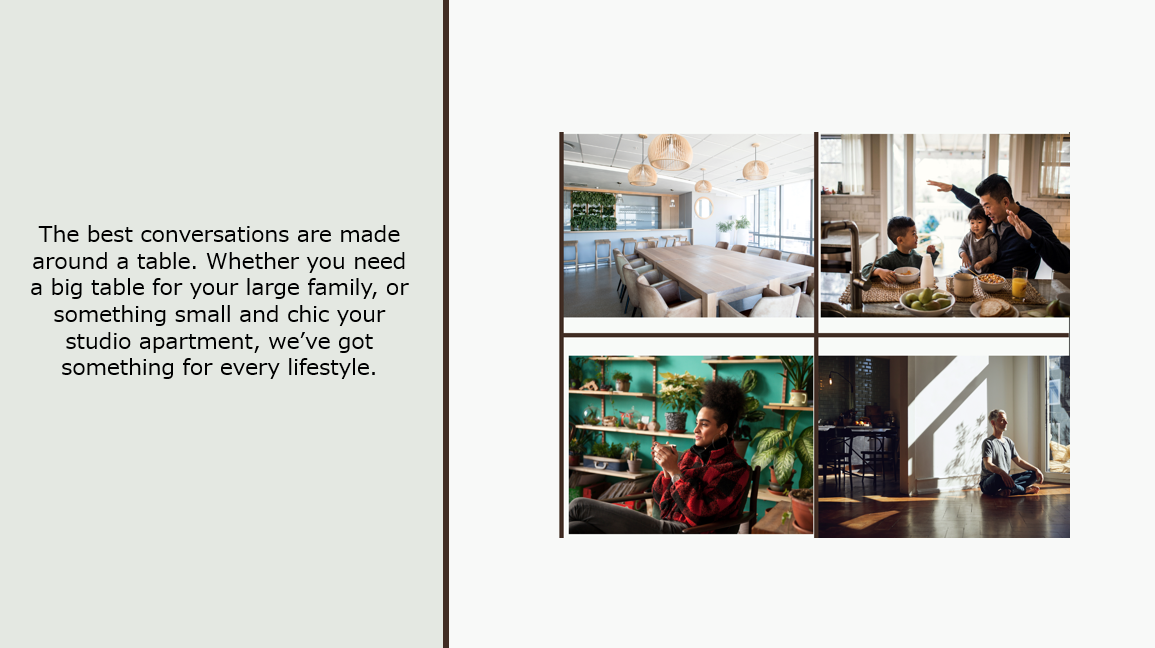 The best conversations are made
around a table. Whether you need
a big table for your large family, or
something small and chic your
studio apartment, we’ve got
something for every lifestyle.